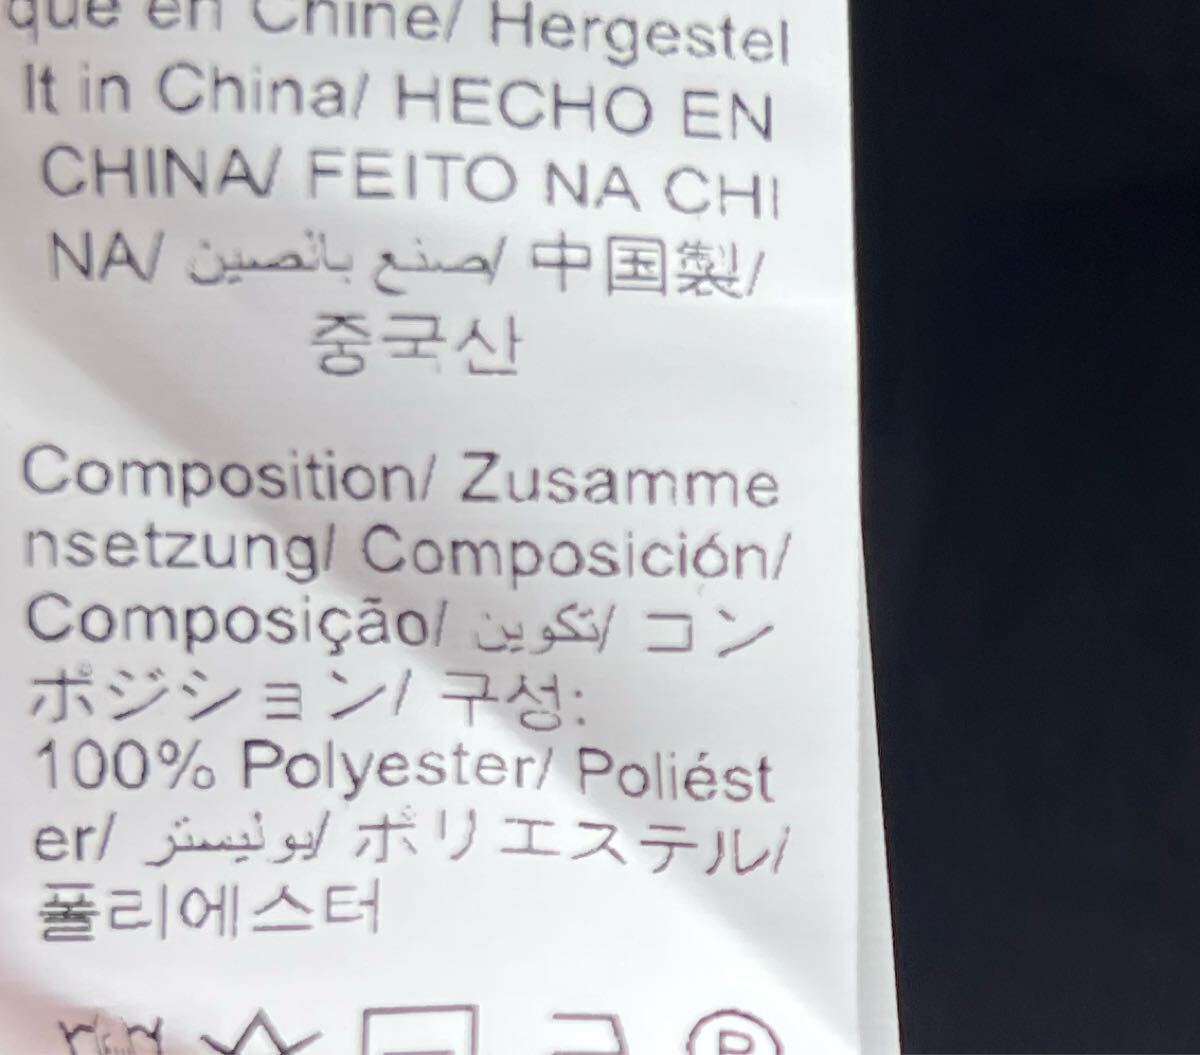 que en Chine/ Hergestel
lt in China/ HECHO EN
CHINA/ FEITO NA CHI
NA/ صنع بالصين/ 中国製/
중국산
Composition/ Zusamme
nsetzung/ Composición/
Composição/ تكوين/ コン
ポジション/ 구성:
100% Polyester/ Poliést
er/ بوليستر/ ポリエステル/
폴리에스터
P